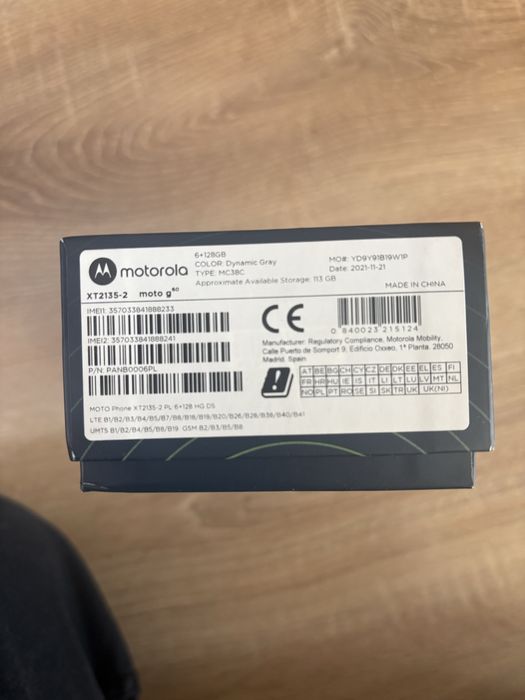 motorola
6+128GB
COLOR: Dynamic Gray
TYPE: MC38C
Approximate Available Storage: 113 GB
MO#: YD9Y91B19W1P
Date: 2021-11-21
MADE IN CHINA
XT2135-2 moto g60
IMEI1: 357033841888233
IMEI2: 357033841888241
P/N: PANB0006PL
CE
0 840023 215124
Manufacturer: Regulatory Compliance, Motorola Mobility,
Calle Puerto de Somport 9, Edificio Oxxeo, 1ª Planta, 28050
Madrid, Spain
AT BE BG CH CY CZ DE DK EE EL ES FI
FR HR HU IE IS IT LI LT LU LV MT NL
NO PL PT RO SE SI SK TR UK UK(NI)
MOTO Phone XT2135-2 PL 6+128 HG DS
LTE B1/B2/B3/B4/B5/B7/B8/B18/B19/B20/B26/B28/B38/B40/B41
UMTS B1/B2/B4/B5/B8/B19 GSM B2/B3/B5/B8